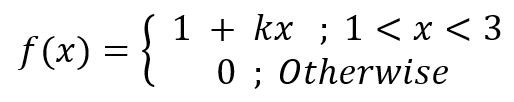 f(x) = { 1 + kx ; 1 < x < 3
0 ; Otherwise